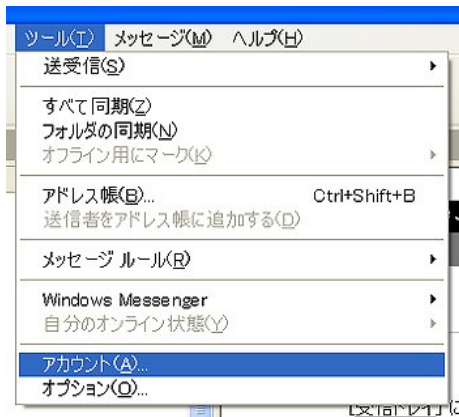 ツール(T) メッセージ(M) ヘルプ(H)
送受信(S)
すべて同期(Z)
フォルダの同期(N)
オフライン用にマーク(K)
アドレス帳(B)... Ctrl+Shift+B
送信者をアドレス帳に追加する(D)
メッセージ ルール(R)
Windows Messenger
自分のオンライン状態(Y)
アカウント(A)...
オプション(O)...